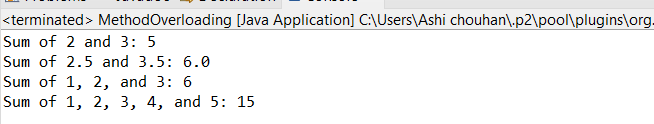 <terminated> MethodOverloading [Java Application] C:\Users\Ashi chouhan\.p2\pool\plugins\org.
Sum of 2 and 3: 5
Sum of 2.5 and 3.5: 6.0
Sum of 1, 2, and 3: 6
Sum of 1, 2, 3, 4, and 5: 15